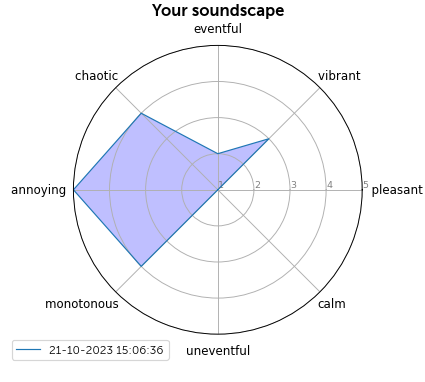 Your soundscape
eventful
chaotic
vibrant
annoying
1
2
3
4
5
pleasant
monotonous
calm
uneventful
21-10-2023 15:06:36